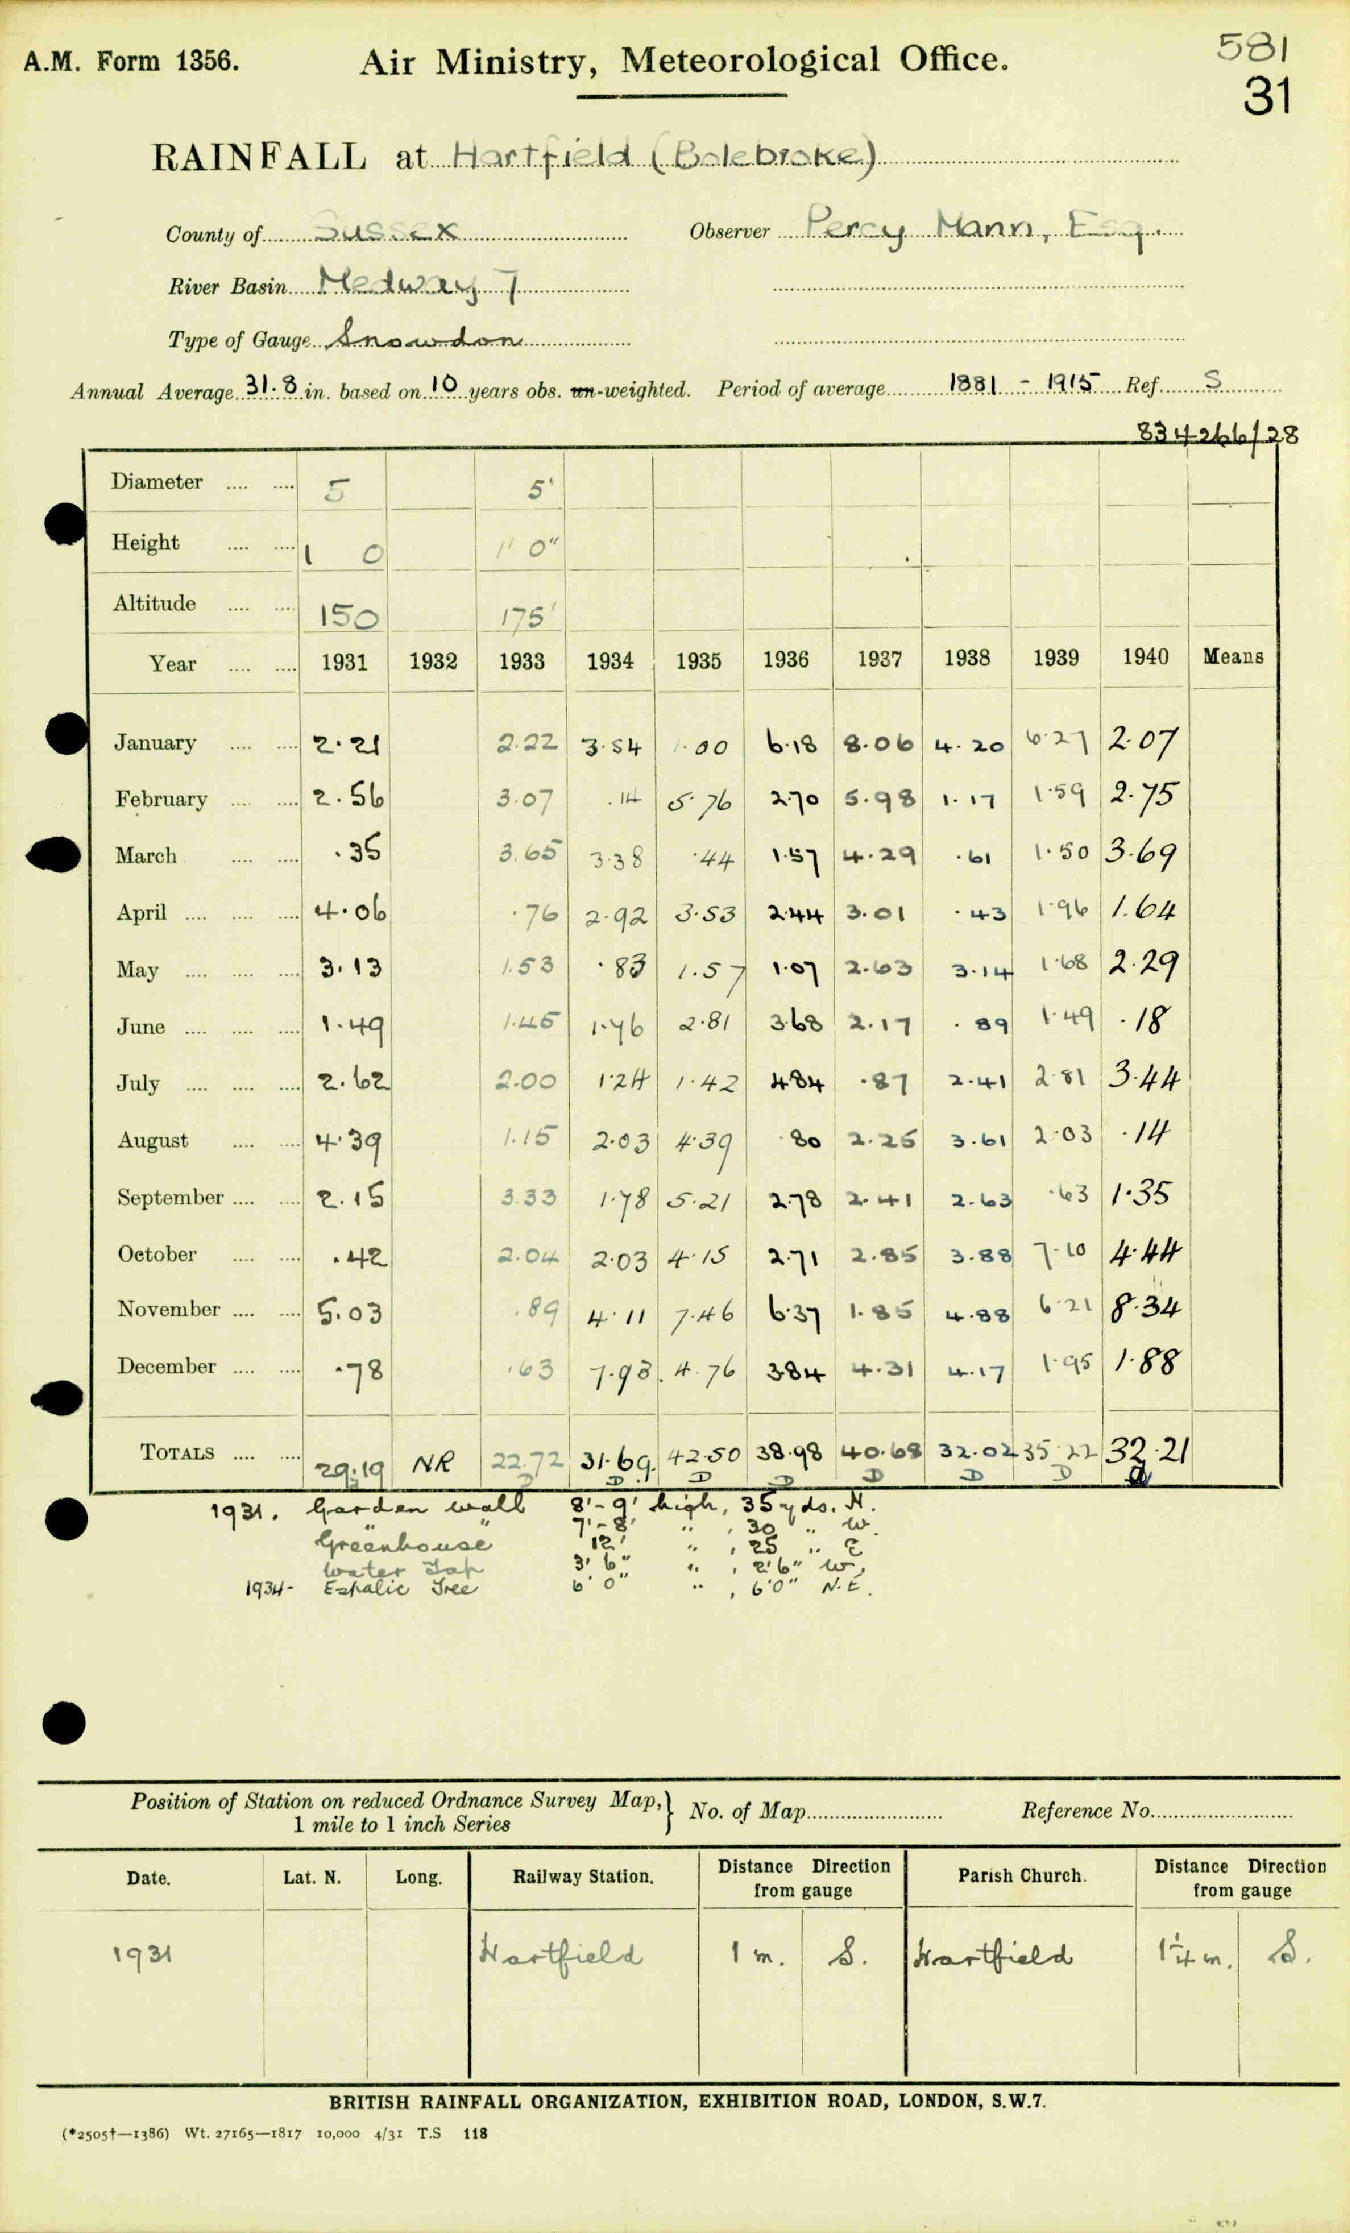 A.M. Form 1356.
Air Ministry, Meteorological Office.
581
31
RAINFALL at Hartfield (Bolebroke)
County of Sussex Observer Percy Mann, Esq.
River Basin Medway T
Type of Gauge Snowdon
Annual Average 31.8 in. based on 10 years obs. un-weighted. Period of average 1881 - 1915 Ref. S
834266/28
Diameter .... .... 5 5'
Height .... .... 1 0 1' 0"
Altitude .... .... 150 175'
Year .... .... 1931 1932 1933 1934 1935 1936 1937 1938 1939 1940 Means
January .... .... 2.21 2.22 3.54 1.00 6.18 8.06 4.20 6.27 2.07
February .... .... 2.56 3.07 .14 5.76 2.70 5.98 1.17 1.59 2.75
March .... .... .35 3.65 3.38 .44 1.57 4.29 .61 1.50 3.69
April .... .... .... 4.06 .76 2.92 3.53 2.44 3.01 .43 1.96 1.64
May .... .... .... 3.13 1.53 .83 1.57 1.07 2.63 3.14 1.68 2.29
June .... .... .... 1.49 1.45 1.46 2.81 3.68 2.17 .89 1.49 .18
July .... .... .... 2.62 2.00 1.24 1.42 4.84 .87 2.41 2.81 3.44
August .... .... 4.39 1.15 2.03 4.39 .80 2.25 3.61 2.03 .14
September .... .... 2.15 3.33 1.78 5.21 2.78 2.41 2.63 .63 1.35
October .... .... .42 2.04 2.03 4.15 2.71 2.85 3.88 7.10 4.44
November .... .... 5.03 .89 4.11 7.46 6.37 1.85 4.88 6.21 8.34
December .... .... .78 .63 7.93 4.76 3.84 4.31 4.17 1.95 1.88
TOTALS .... .... 29.19 NR 22.72 31.69 42.50 38.98 40.68 32.02 35.22 32.21
D D D D D D D
1931. Garden wall 8'-9' high, 35 yds. N.
" " 7'-8' " , 30 " W.
Greenhouse 12' " , 25 " E
Water Tap 3' 6" " , 2'6" W,
1934- Espalic Tree 6' 0" " , 6'0" N.E.
Position of Station on reduced Ordnance Survey Map, 1 mile to 1 inch Series } No. of Map Reference No.
Date. Lat. N. Long. Railway Station. Distance Direction from gauge Parish Church. Distance Direction from gauge
1931 Hartfield 1 m. S. Hartfield 1¼ m. S.
BRITISH RAINFALL ORGANIZATION, EXHIBITION ROAD, LONDON, S.W.7.
(*2505†—1386) Wt. 27165—1817 10,000 4/31 T.S 118